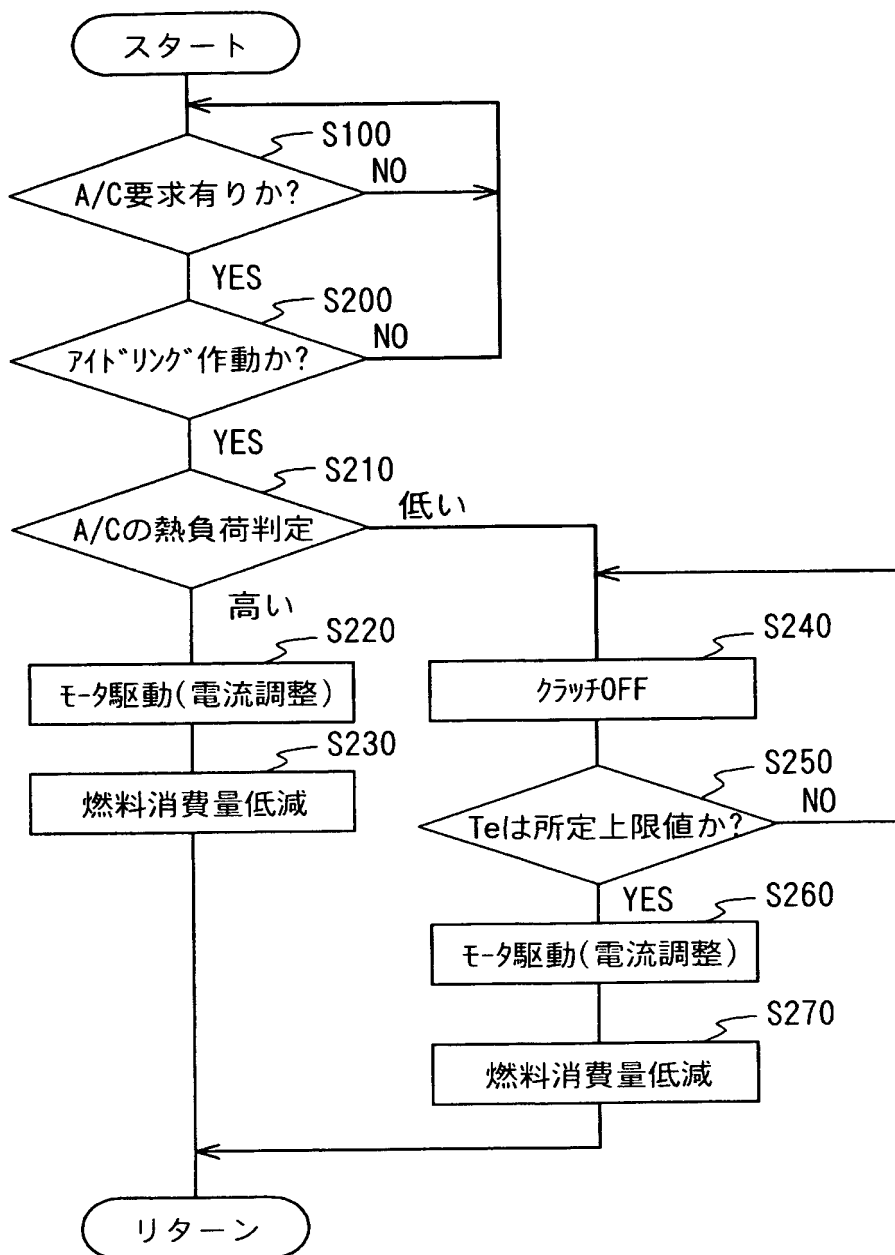 スタート
S100
A/C要求有りか?
NO
YES
S200
ｱｲﾄﾞﾘﾝｸﾞ作動か?
NO
YES
S210
A/Cの熱負荷判定
低い
高い
S220
ﾓｰﾀ駆動(電流調整)
S230
燃料消費量低減
S240
ｸﾗｯﾁOFF
S250
Teは所定上限値か?
NO
YES
S260
ﾓｰﾀ駆動(電流調整)
S270
燃料消費量低減
リターン